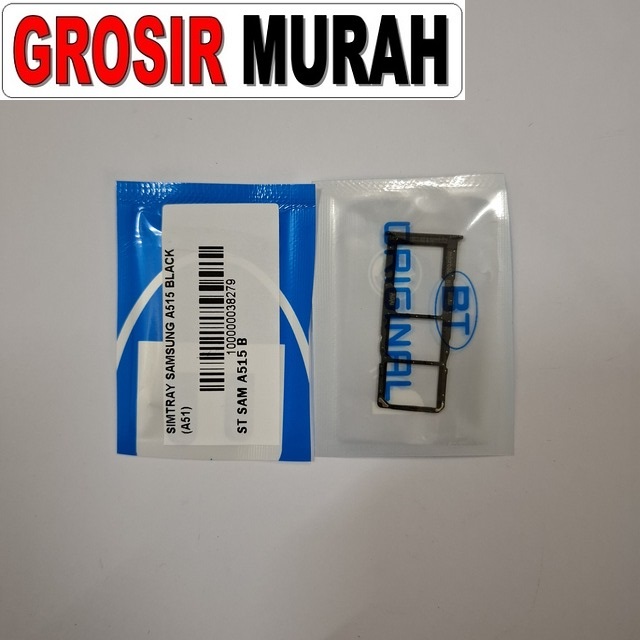 GROSIR MURAH
SIMTRAY SAMSUNG A515 BLACK
(A51)
100000038279
ST SAM A515 B
BT
ORIGINAL